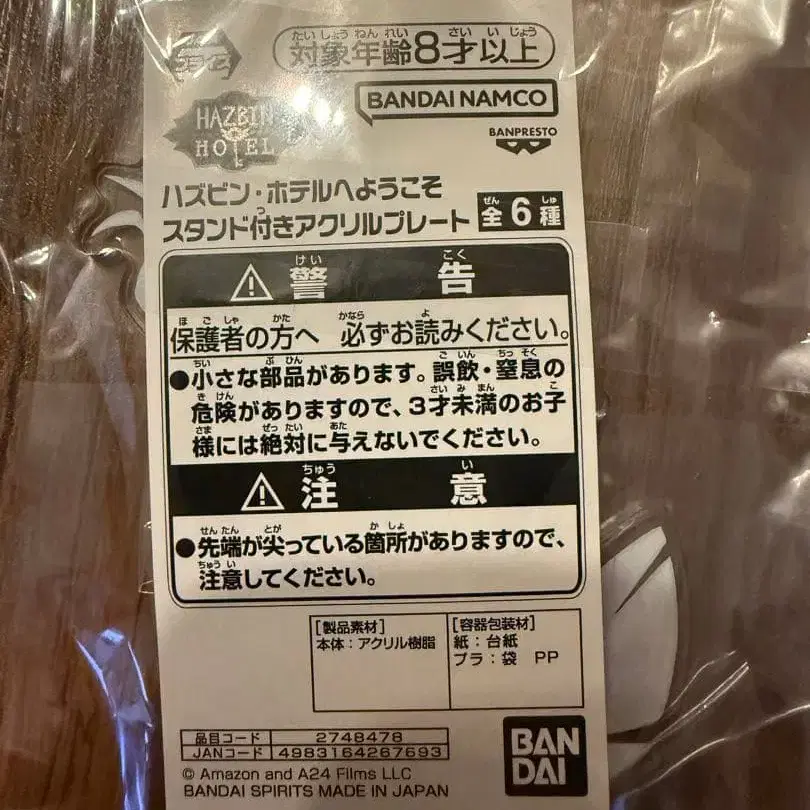 対象年齢8才以上
HAZBIN
HOTEL
BANDAI NAMCO
BANPRESTO
ハズビン・ホテルへようこそ
スタンド付きアクリルプレート 全6種
警告
保護者の方へ 必ずお読みください。
●小さな部品があります。誤飲・窒息の
危険がありますので、3才未満のお子
様には絶対に与えないでください。
注意
●先端が尖っている箇所がありますので、
注意してください。
[製品素材]
本体：アクリル樹脂
[容器包装材]
紙：台紙
プラ：袋 PP
品目コード 2748478
JANコード 4983164267693
© Amazon and A24 Films LLC
BANDAI SPIRITS MADE IN JAPAN
BAN
DAI